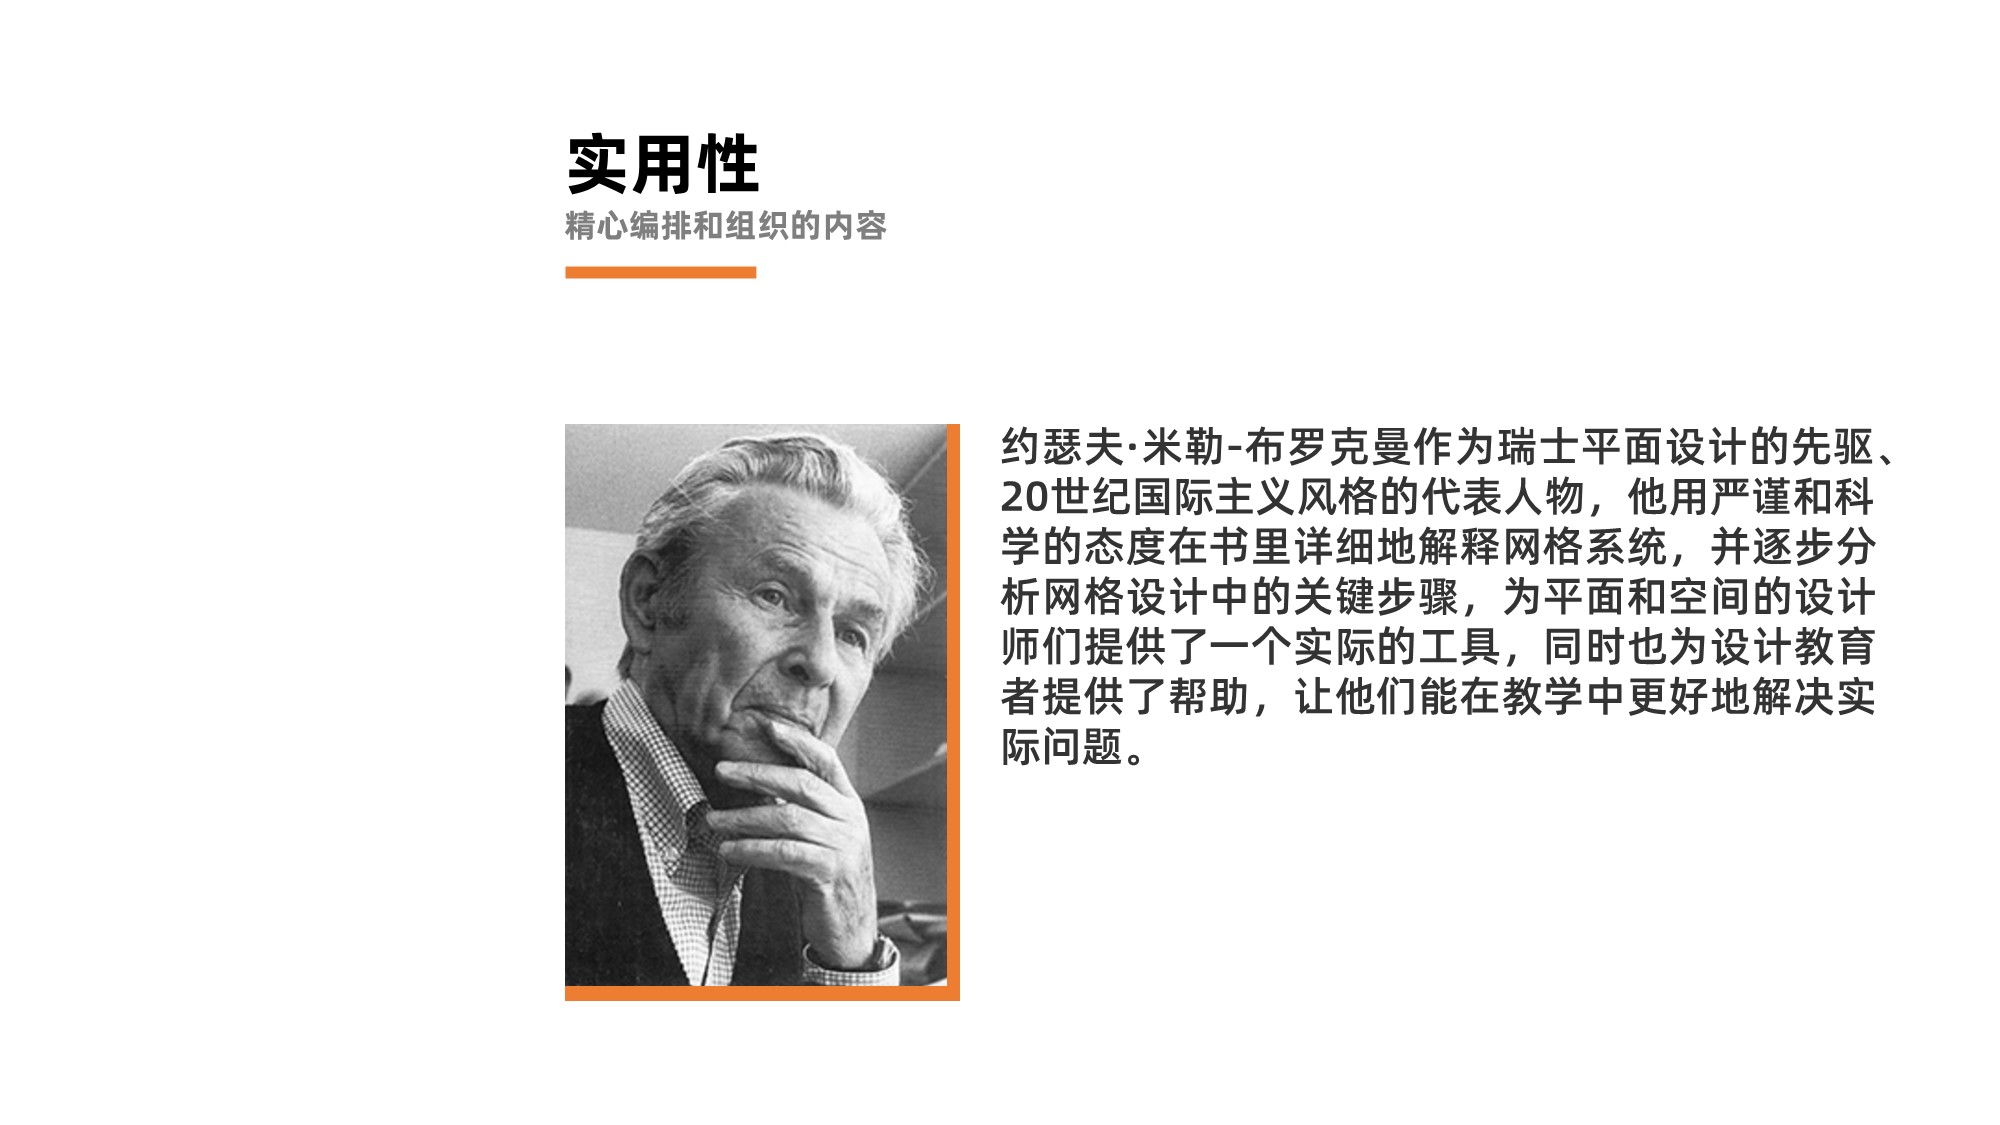 实用性
精心编排和组织的内容
约瑟夫·米勒-布罗克曼作为瑞士平面设计的先驱、
20世纪国际主义风格的代表人物，他用严谨和科
学的态度在书里详细地解释网格系统，并逐步分
析网格设计中的关键步骤，为平面和空间的设计
师们提供了一个实际的工具，同时也为设计教育
者提供了帮助，让他们能在教学中更好地解决实
际问题。